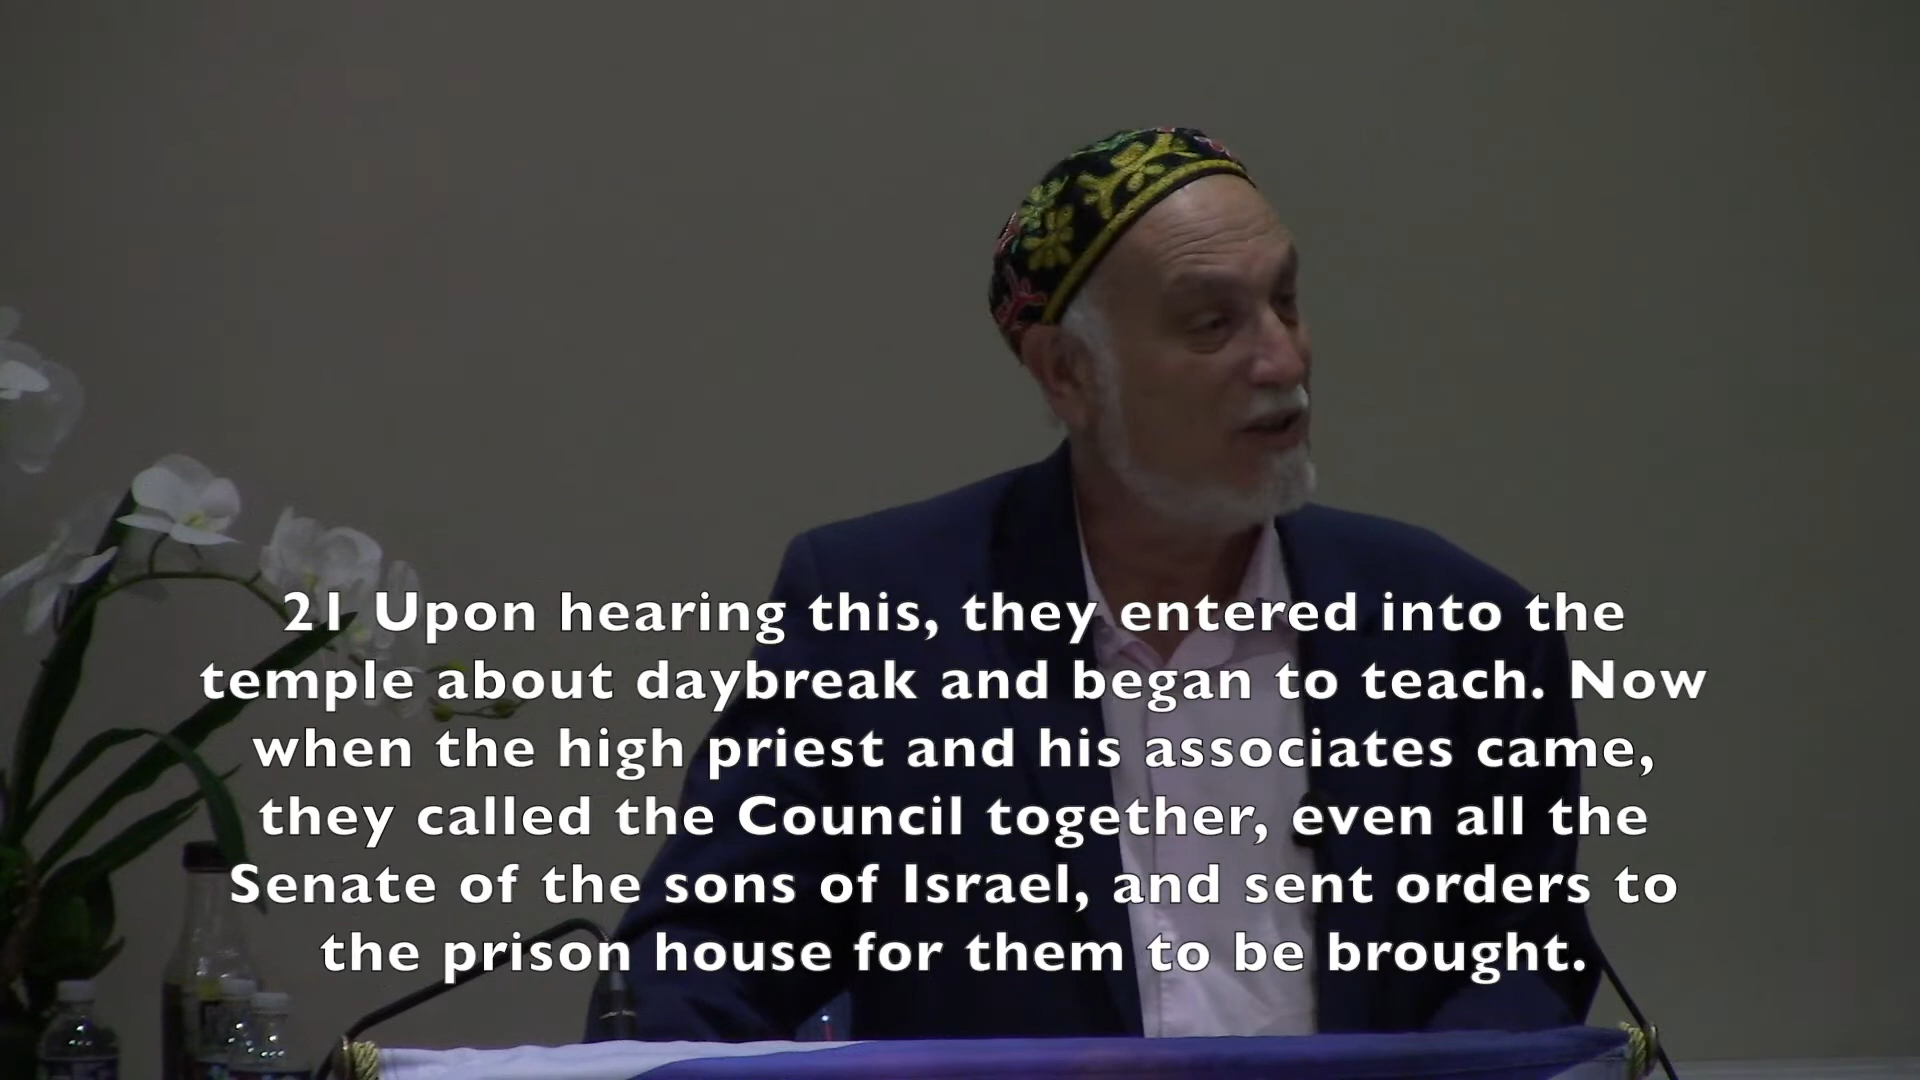 21 Upon hearing this, they entered into the
temple about daybreak and began to teach. Now
when the high priest and his associates came,
they called the Council together, even all the
Senate of the sons of Israel, and sent orders to
the prison house for them to be brought.